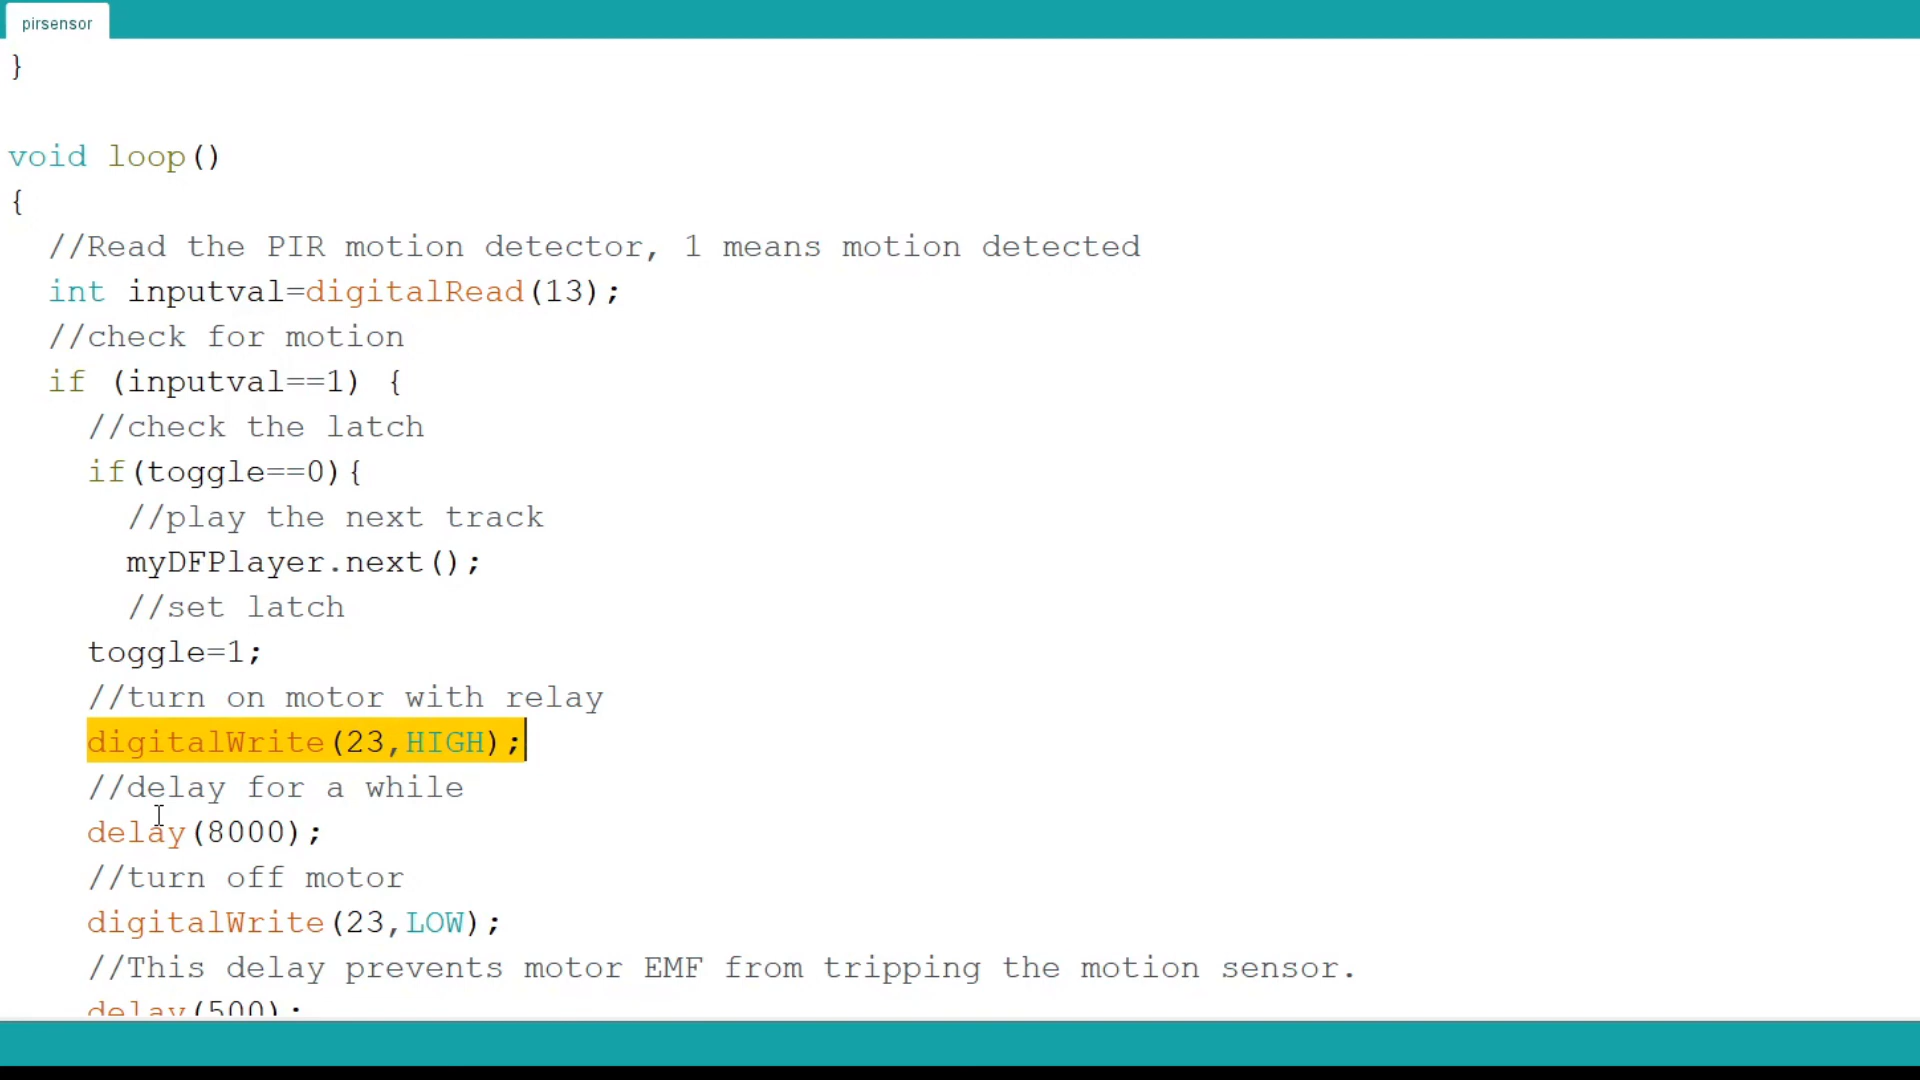 pirsensor
}
void loop()
{
//Read the PIR motion detector, 1 means motion detected
int inputval=digitalRead(13);
//check for motion
if (inputval==1) {
//check the latch
if(toggle==0){
//play the next track
myDFPlayer.next();
//set latch
toggle=1;
//turn on motor with relay
digitalWrite(23,HIGH);
//delay for a while
delay(8000);
//turn off motor
digitalWrite(23,LOW);
//This delay prevents motor EMF from tripping the motion sensor.
delay(500);